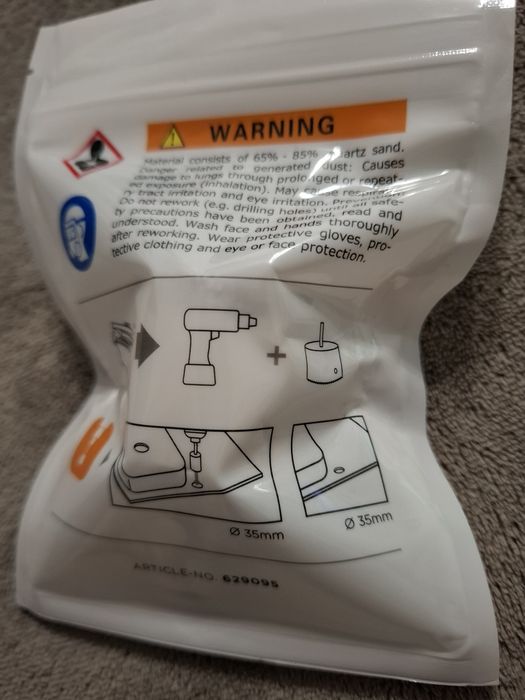 WARNING
Material consists of 65% - 85% quartz sand.
Danger related to generated dust: Causes
damage to lungs through prolonged or repeat-
ed exposure (inhalation). May cause respirato-
ry tract irritation and eye irritation.
Do not rework (e.g. drilling holes) until all safe-
ty precautions have been obtained, read and
understood. Wash face and hands thoroughly
after reworking. Wear protective gloves, pro-
tective clothing and eye or face protection.
+
Ø 35mm
Ø 35mm
ARTICLE-NO. 629095